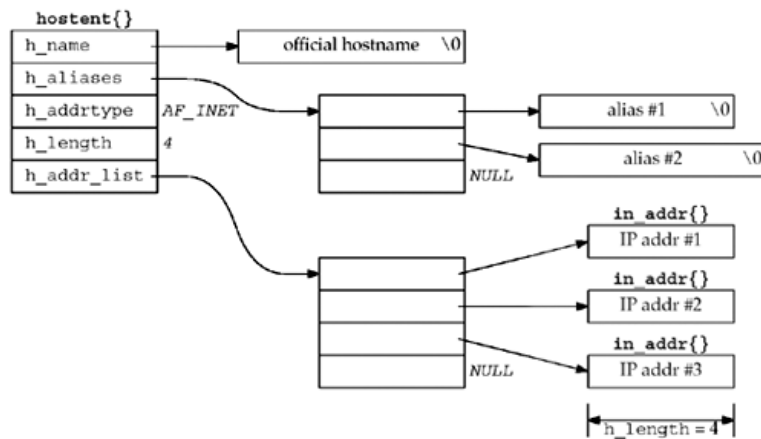 hostent{}
h_name
official hostname \0
h_aliases
h_addrtype AF_INET
alias #1 \0
h_length 4
alias #2 \0
h_addr_list
NULL
in_addr{}
IP addr #1
in_addr{}
IP addr #2
in_addr{}
NULL
IP addr #3
h_length = 4